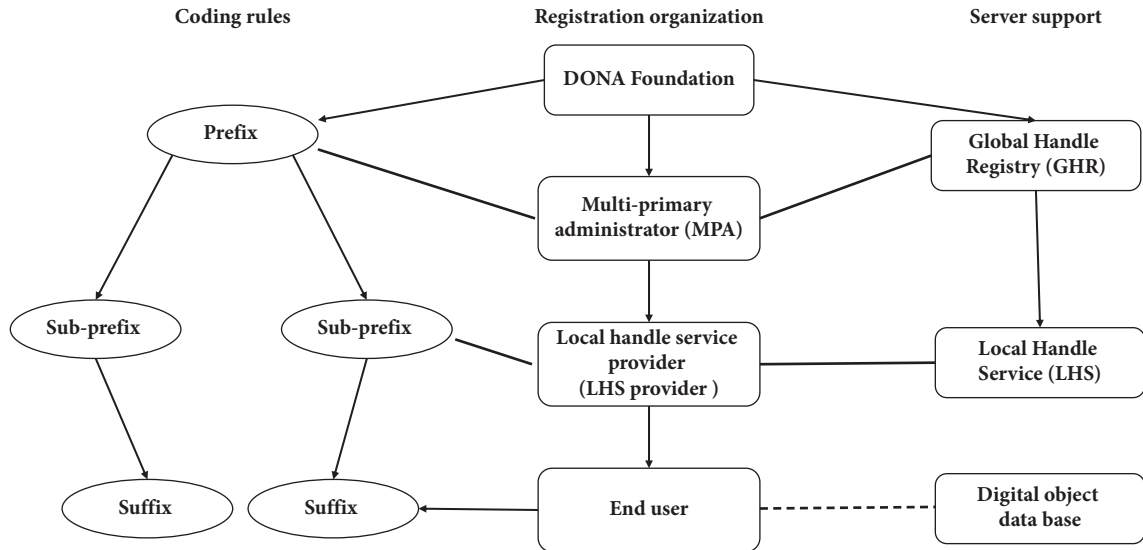 Coding rules
Registration organization
Server support
DONA Foundation
Prefix
Global Handle
Registry (GHR)
Multi-primary
administrator (MPA)
Sub-prefix
Sub-prefix
Local handle service
provider
(LHS provider )
Local Handle
Service (LHS)
Suffix
Suffix
End user
Digital object
data base